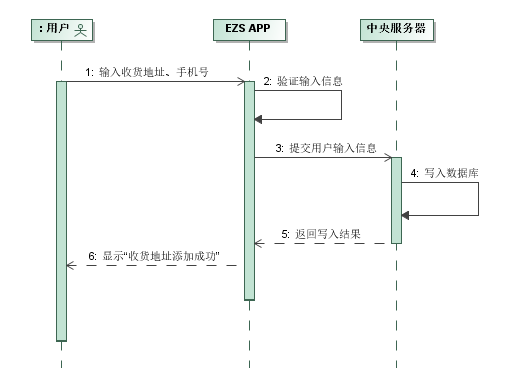 : 用户
EZS APP
中央服务器
1: 输入收货地址、手机号
2: 验证输入信息
3: 提交用户输入信息
4: 写入数据库
5: 返回写入结果
6: 显示“收货地址添加成功”